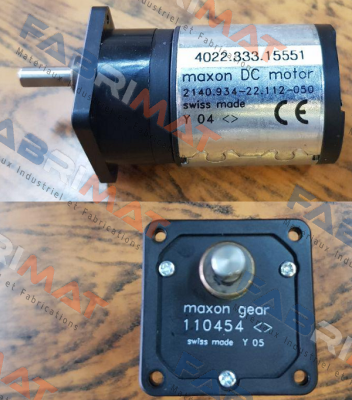 4022.333.15551
maxon DC motor
2140.934-22.112-050
swiss made
Y 04 <>
CE
FABRIMAT
maxon gear
110454 <>
swiss made Y 05